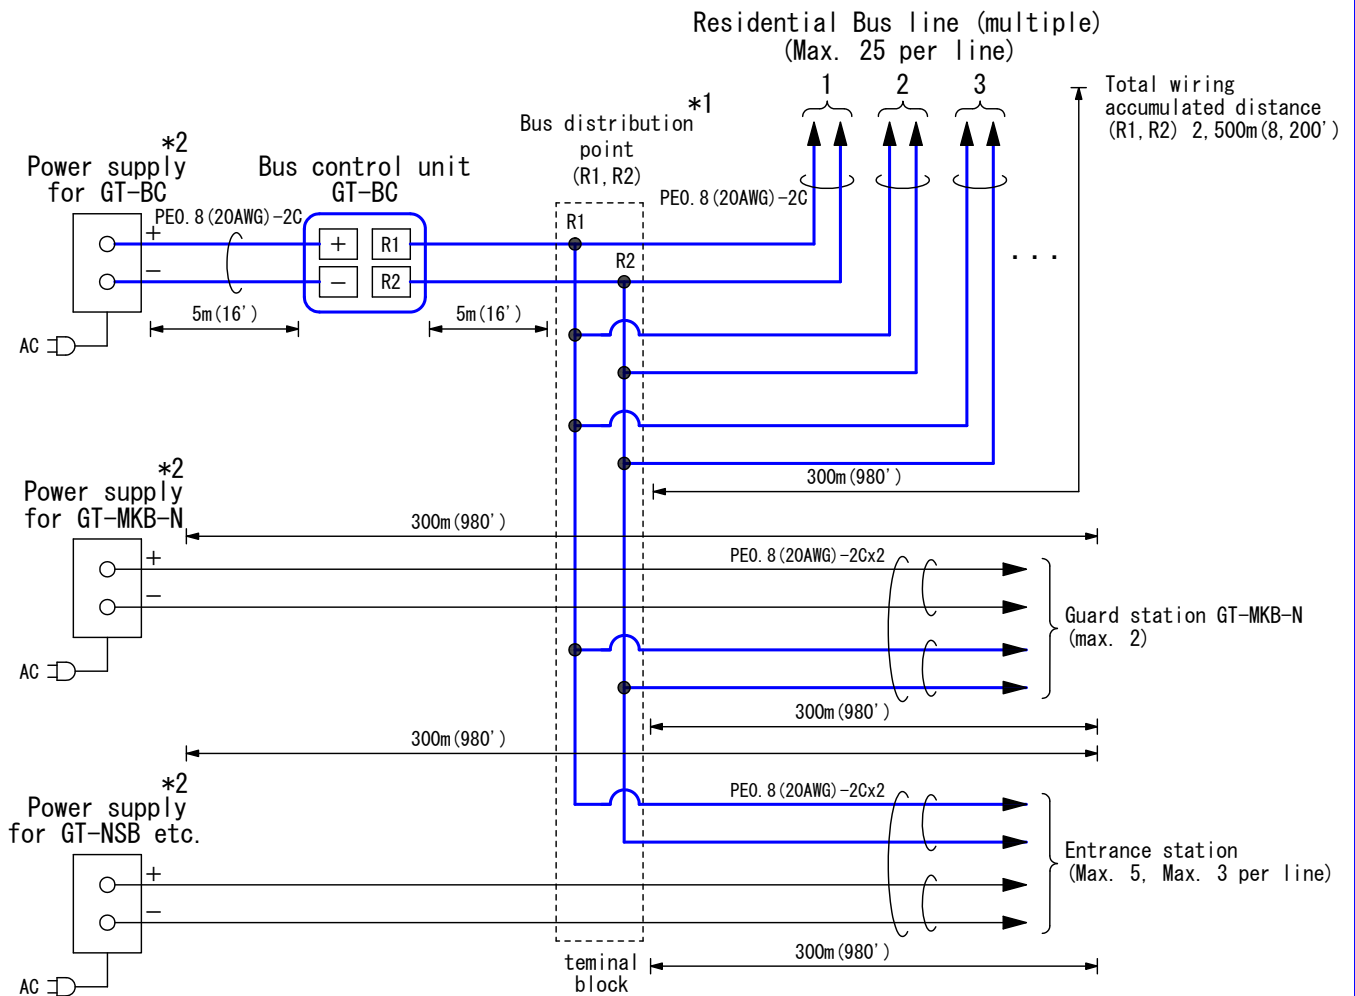 Residential Bus line (multiple)
(Max. 25 per line)
1 2 3
Total wiring
accumulated distance
(R1,R2) 2,500m(8,200')
*1
Bus distribution
point
(R1,R2)
*2
Power supply
for GT-BC
Bus control unit
GT-BC
PE0.8(20AWG)-2C
PE0.8(20AWG)-2C
R1
+
+ R1
R2
−
− R2
...
5m(16')
5m(16')
AC
*2
Power supply
for GT-MKB-N
300m(980')
300m(980')
+
PE0.8(20AWG)-2Cx2
−
Guard station GT-MKB-N
(max. 2)
AC
300m(980')
300m(980')
*2
Power supply
for GT-NSB etc.
PE0.8(20AWG)-2Cx2
+
Entrance station
(Max. 5, Max. 3 per line)
−
300m(980')
teminal
block
AC